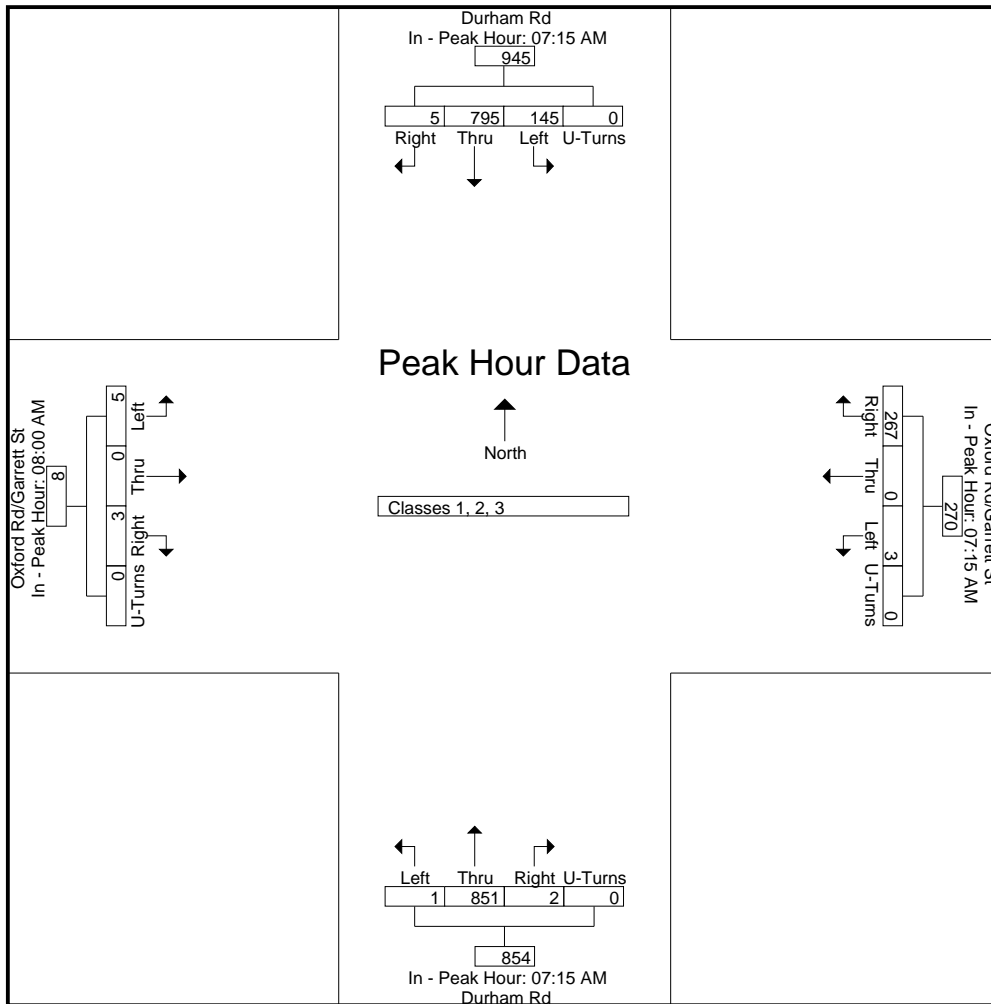 Durham Rd
In - Peak Hour: 07:15 AM
945
5 795 145 0
Right Thru Left U-Turns
Peak Hour Data
North
Classes 1, 2, 3
Oxford Rd/Garrett St
In - Peak Hour: 08:00 AM
8
5 0 3 0
Left Thru Right U-Turns
Oxford Rd/Garrett St
In - Peak Hour: 07:15 AM
270
267 0 3 0
Right Thru Left U-Turns
Left Thru Right U-Turns
1 851 2 0
854
In - Peak Hour: 07:15 AM
Durham Rd